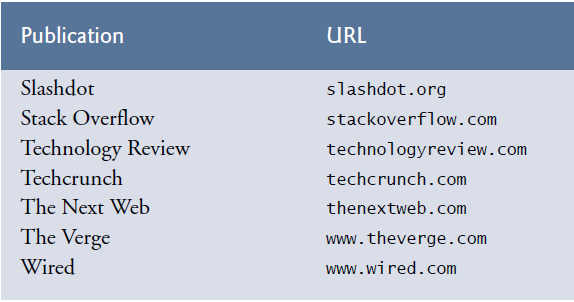 Publication URL
Slashdot slashdot.org
Stack Overflow stackoverflow.com
Technology Review technologyreview.com
Techcrunch techcrunch.com
The Next Web thenextweb.com
The Verge www.theverge.com
Wired www.wired.com